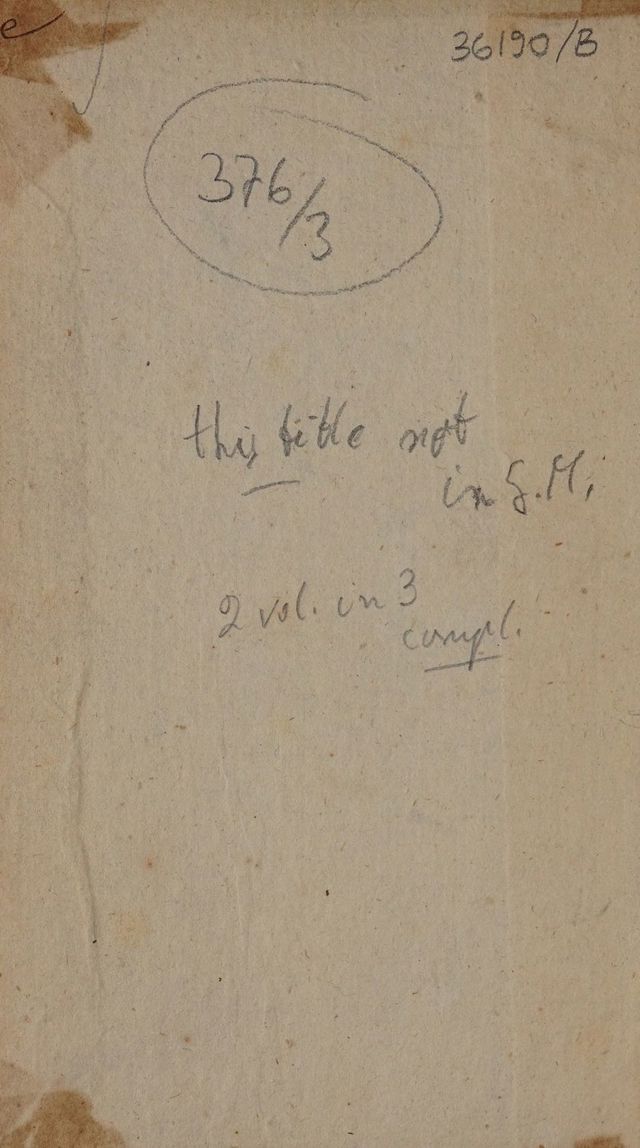 36190/B
376/3
this title not
in G.M.
2 vol. in 3
compl.